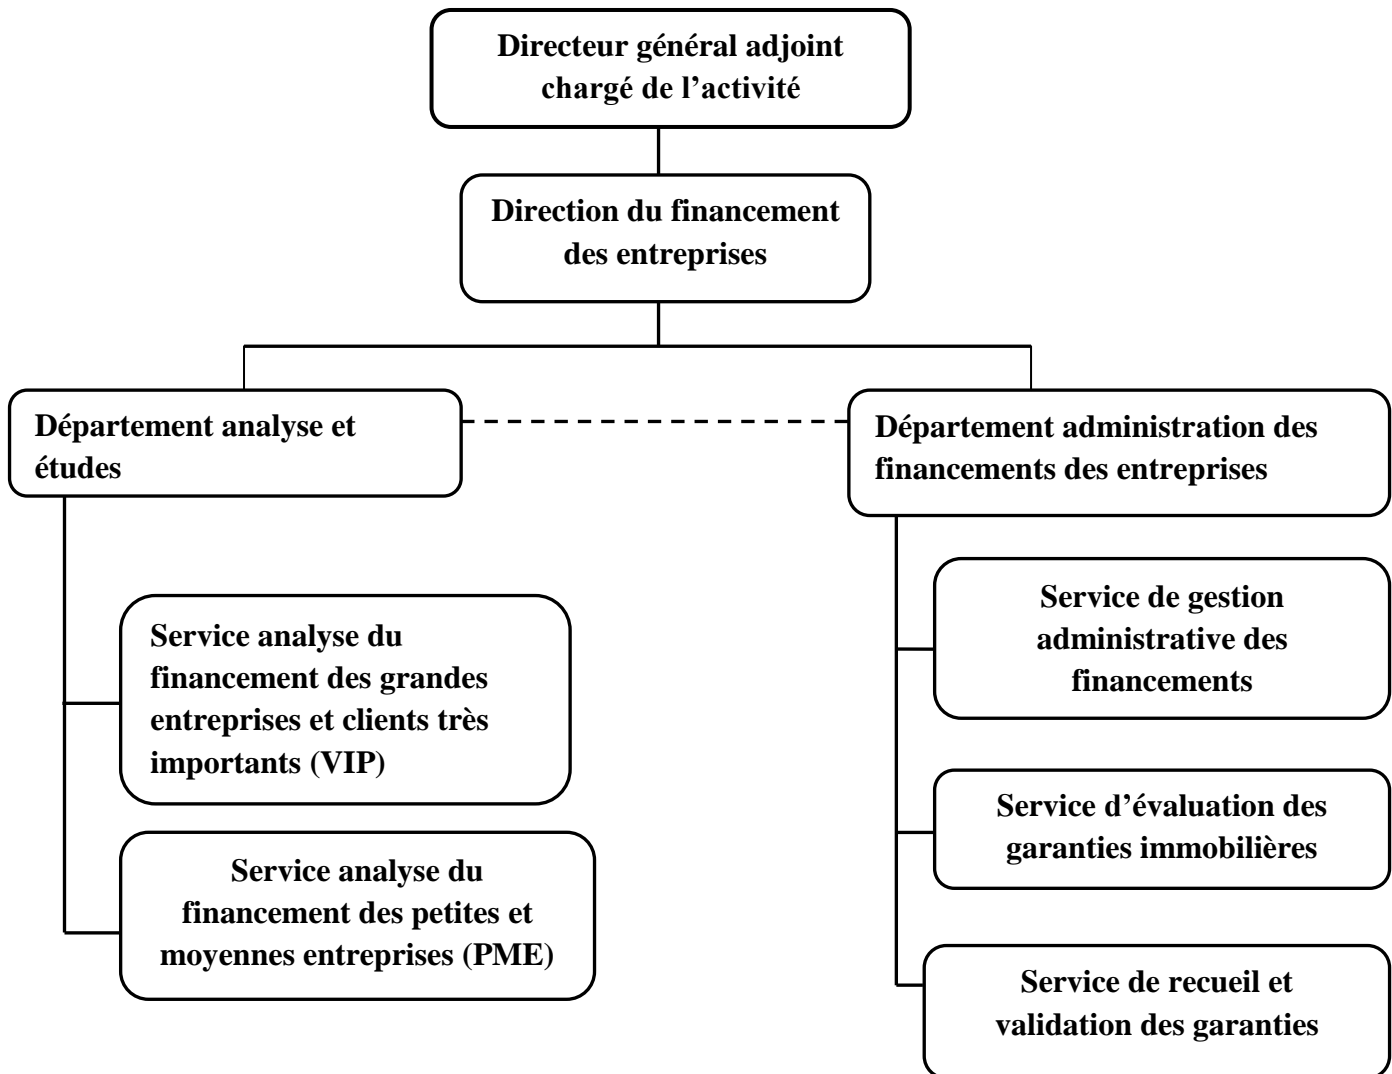 Directeur général adjoint
chargé de l’activité
Direction du financement
des entreprises
Département analyse et
études
Département administration des
financements des entreprises
Service analyse du
financement des grandes
entreprises et clients très
importants (VIP)
Service analyse du
financement des petites et
moyennes entreprises (PME)
Service de gestion
administrative des
financements
Service d’évaluation des
garanties immobilières
Service de recueil et
validation des garanties